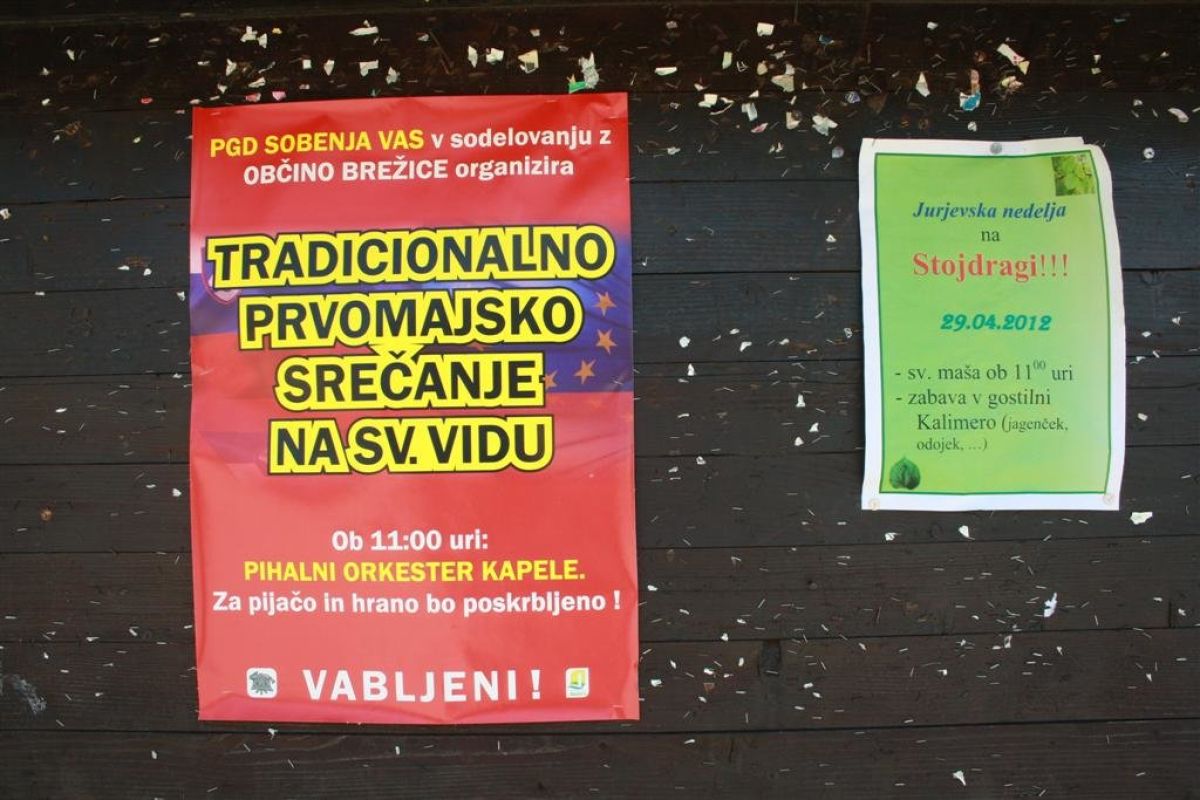 PGD SOBENJA VAS v sodelovanju z
OBČINO BREŽICE organizira
TRADICIONALNO
PRVOMAJSKO
SREČANJE
NA SV. VIDU
Ob 11:00 uri:
PIHALNI ORKESTER KAPELE.
Za pijačo in hrano bo poskrbljeno !
VABLJENI !
Jurjevska nedelja
na
Stojdragi!!!
29.04.2012
- sv. maša ob 11⁰⁰ uri
- zabava v gostilni
Kalimero (jagenček,
odojek, ...)